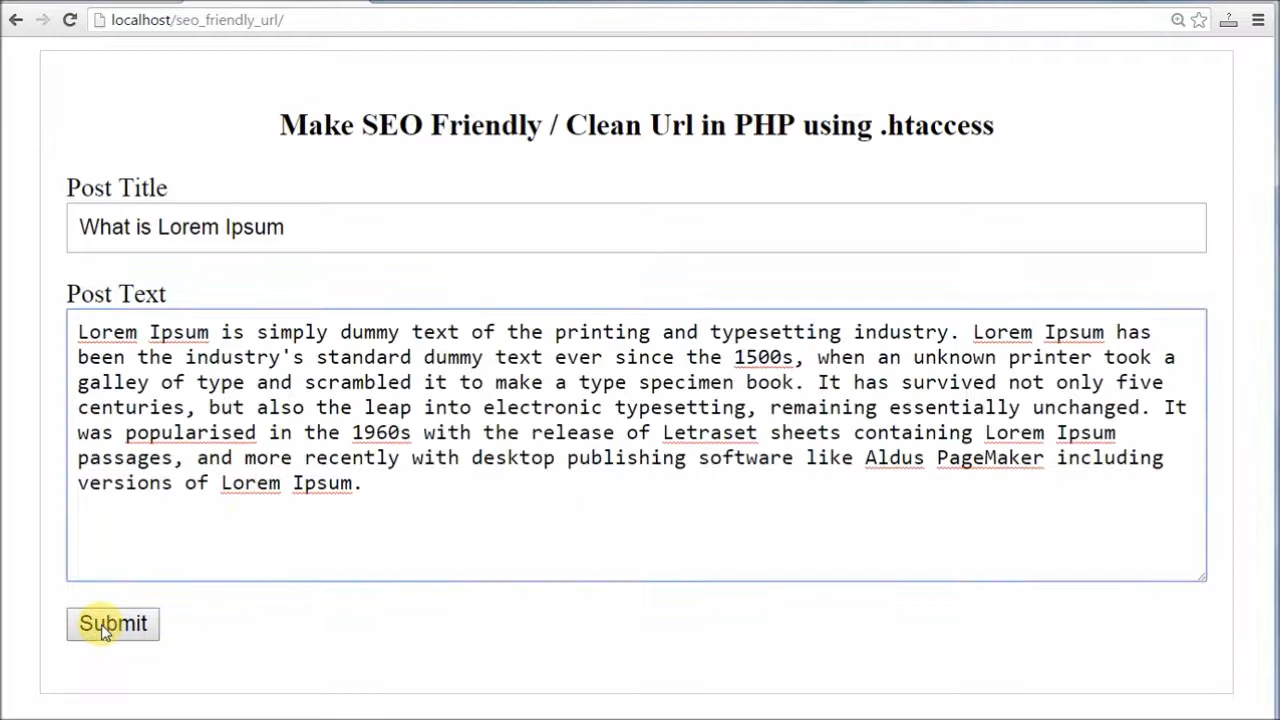 localhost/seo_friendly_url/
Make SEO Friendly / Clean Url in PHP using .htaccess
Post Title
What is Lorem Ipsum
Post Text
Lorem Ipsum is simply dummy text of the printing and typesetting industry. Lorem Ipsum has
been the industry's standard dummy text ever since the 1500s, when an unknown printer took a
galley of type and scrambled it to make a type specimen book. It has survived not only five
centuries, but also the leap into electronic typesetting, remaining essentially unchanged. It
was popularised in the 1960s with the release of Letraset sheets containing Lorem Ipsum
passages, and more recently with desktop publishing software like Aldus PageMaker including
versions of Lorem Ipsum.
Submit